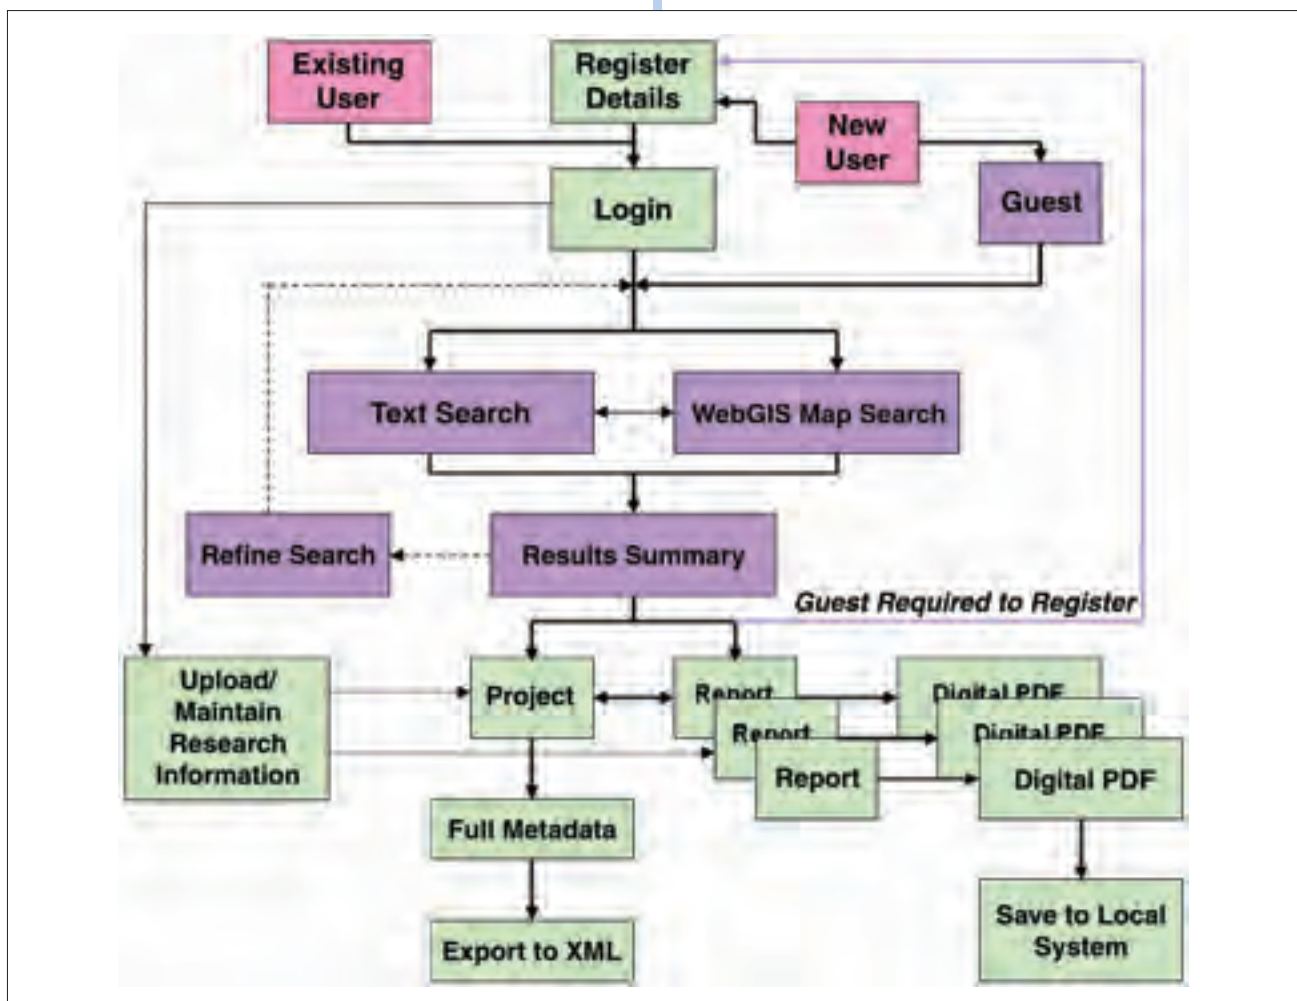 Existing
User
Register
Details
New
User
Guest
Login
Text Search
WebGIS Map Search
Refine Search
Results Summary
Guest Required to Register
Upload/
Maintain
Research
Information
Project
Report
Report
Report
Digital PDF
Digital PDF
Digital PDF
Full Metadata
Export to XML
Save to Local
System